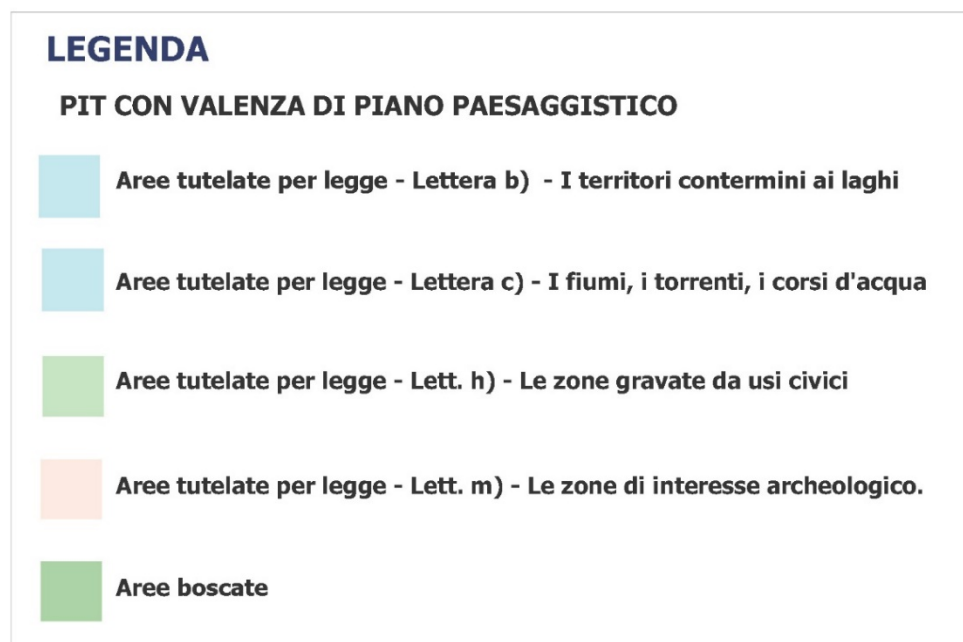 LEGENDA
PIT CON VALENZA DI PIANO PAESAGGISTICO
Aree tutelate per legge - Lettera b)  - I territori contermini ai laghi
Aree tutelate per legge - Lettera c) - I fiumi, i torrenti, i corsi d'acqua
Aree tutelate per legge - Lett. h) - Le zone gravate da usi civici
Aree tutelate per legge - Lett. m) - Le zone di interesse archeologico.
Aree boscate